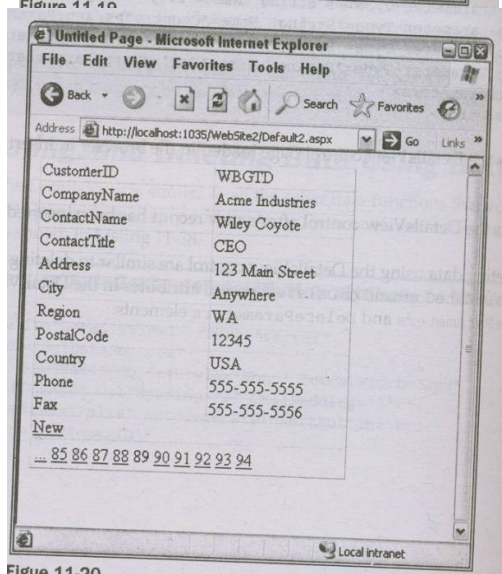 Figure 11-19
Untitled Page - Microsoft Internet Explorer
File Edit View Favorites Tools Help
Back Search Favorites »
Address http://localhost:1035/WebSite2/Default2.aspx Go Links »
CustomerID WBGTD
CompanyName Acme Industries
ContactName Wiley Coyote
ContactTitle CEO
Address 123 Main Street
City Anywhere
Region WA
PostalCode 12345
Country USA
Phone 555-555-5555
Fax 555-555-5556
New
... 85 86 87 88 89 90 91 92 93 94
Local intranet
Figue 11-20